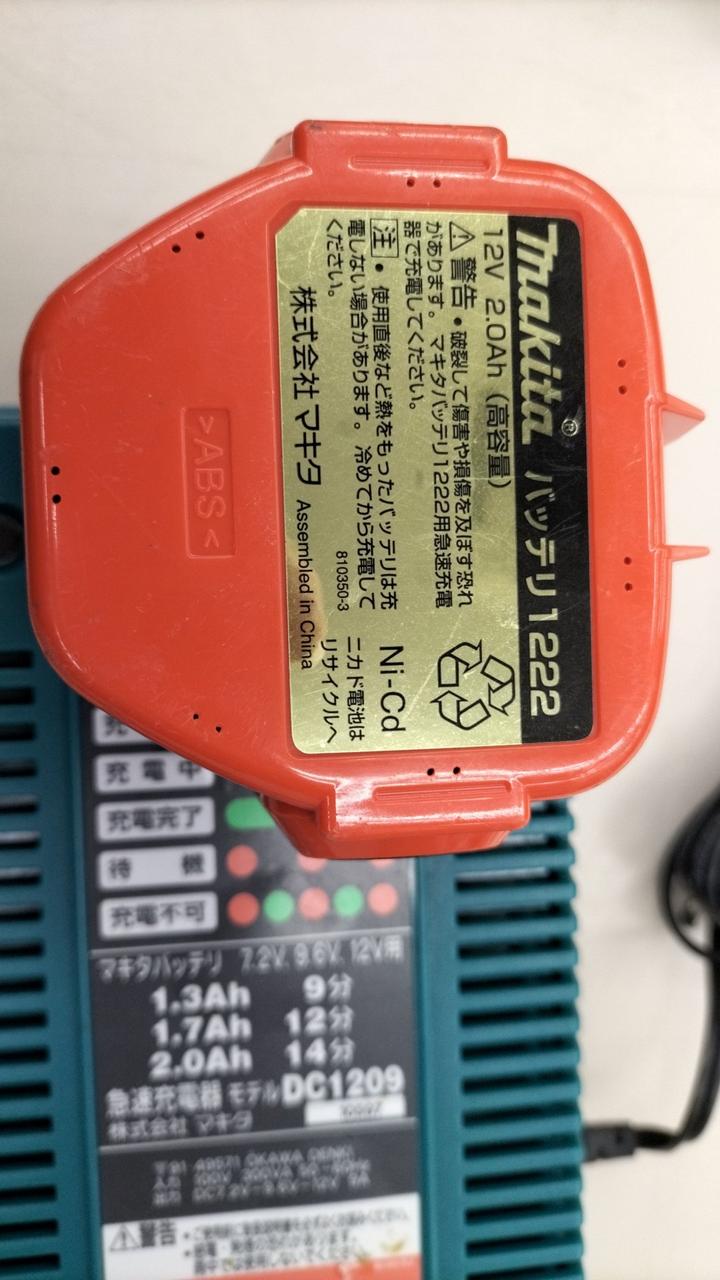 makita® バッテリ1222
12V 2.0Ah (高容量)
⚠警告・破裂して傷害や損傷を及ぼす恐れ
があります。マキタバッテリ1222用急速充電
器で充電してください。
注・使用直後など熱をもったバッテリは充
電しない場合があります。冷めてから充電して
ください。
810350-3
株式会社 マキタ Assembled in China
Ni-Cd
ニカド電池は
リサイクルへ
>ABS<
充電中
充電完了
待機
充電不可
マキタバッテリ 7.2V. 9.6V. 12V用
1.3Ah 9分
1.7Ah 12分
2.0Ah 14分
急速充電器 モデル DC1209
株式会社 マキタ
⚠警告